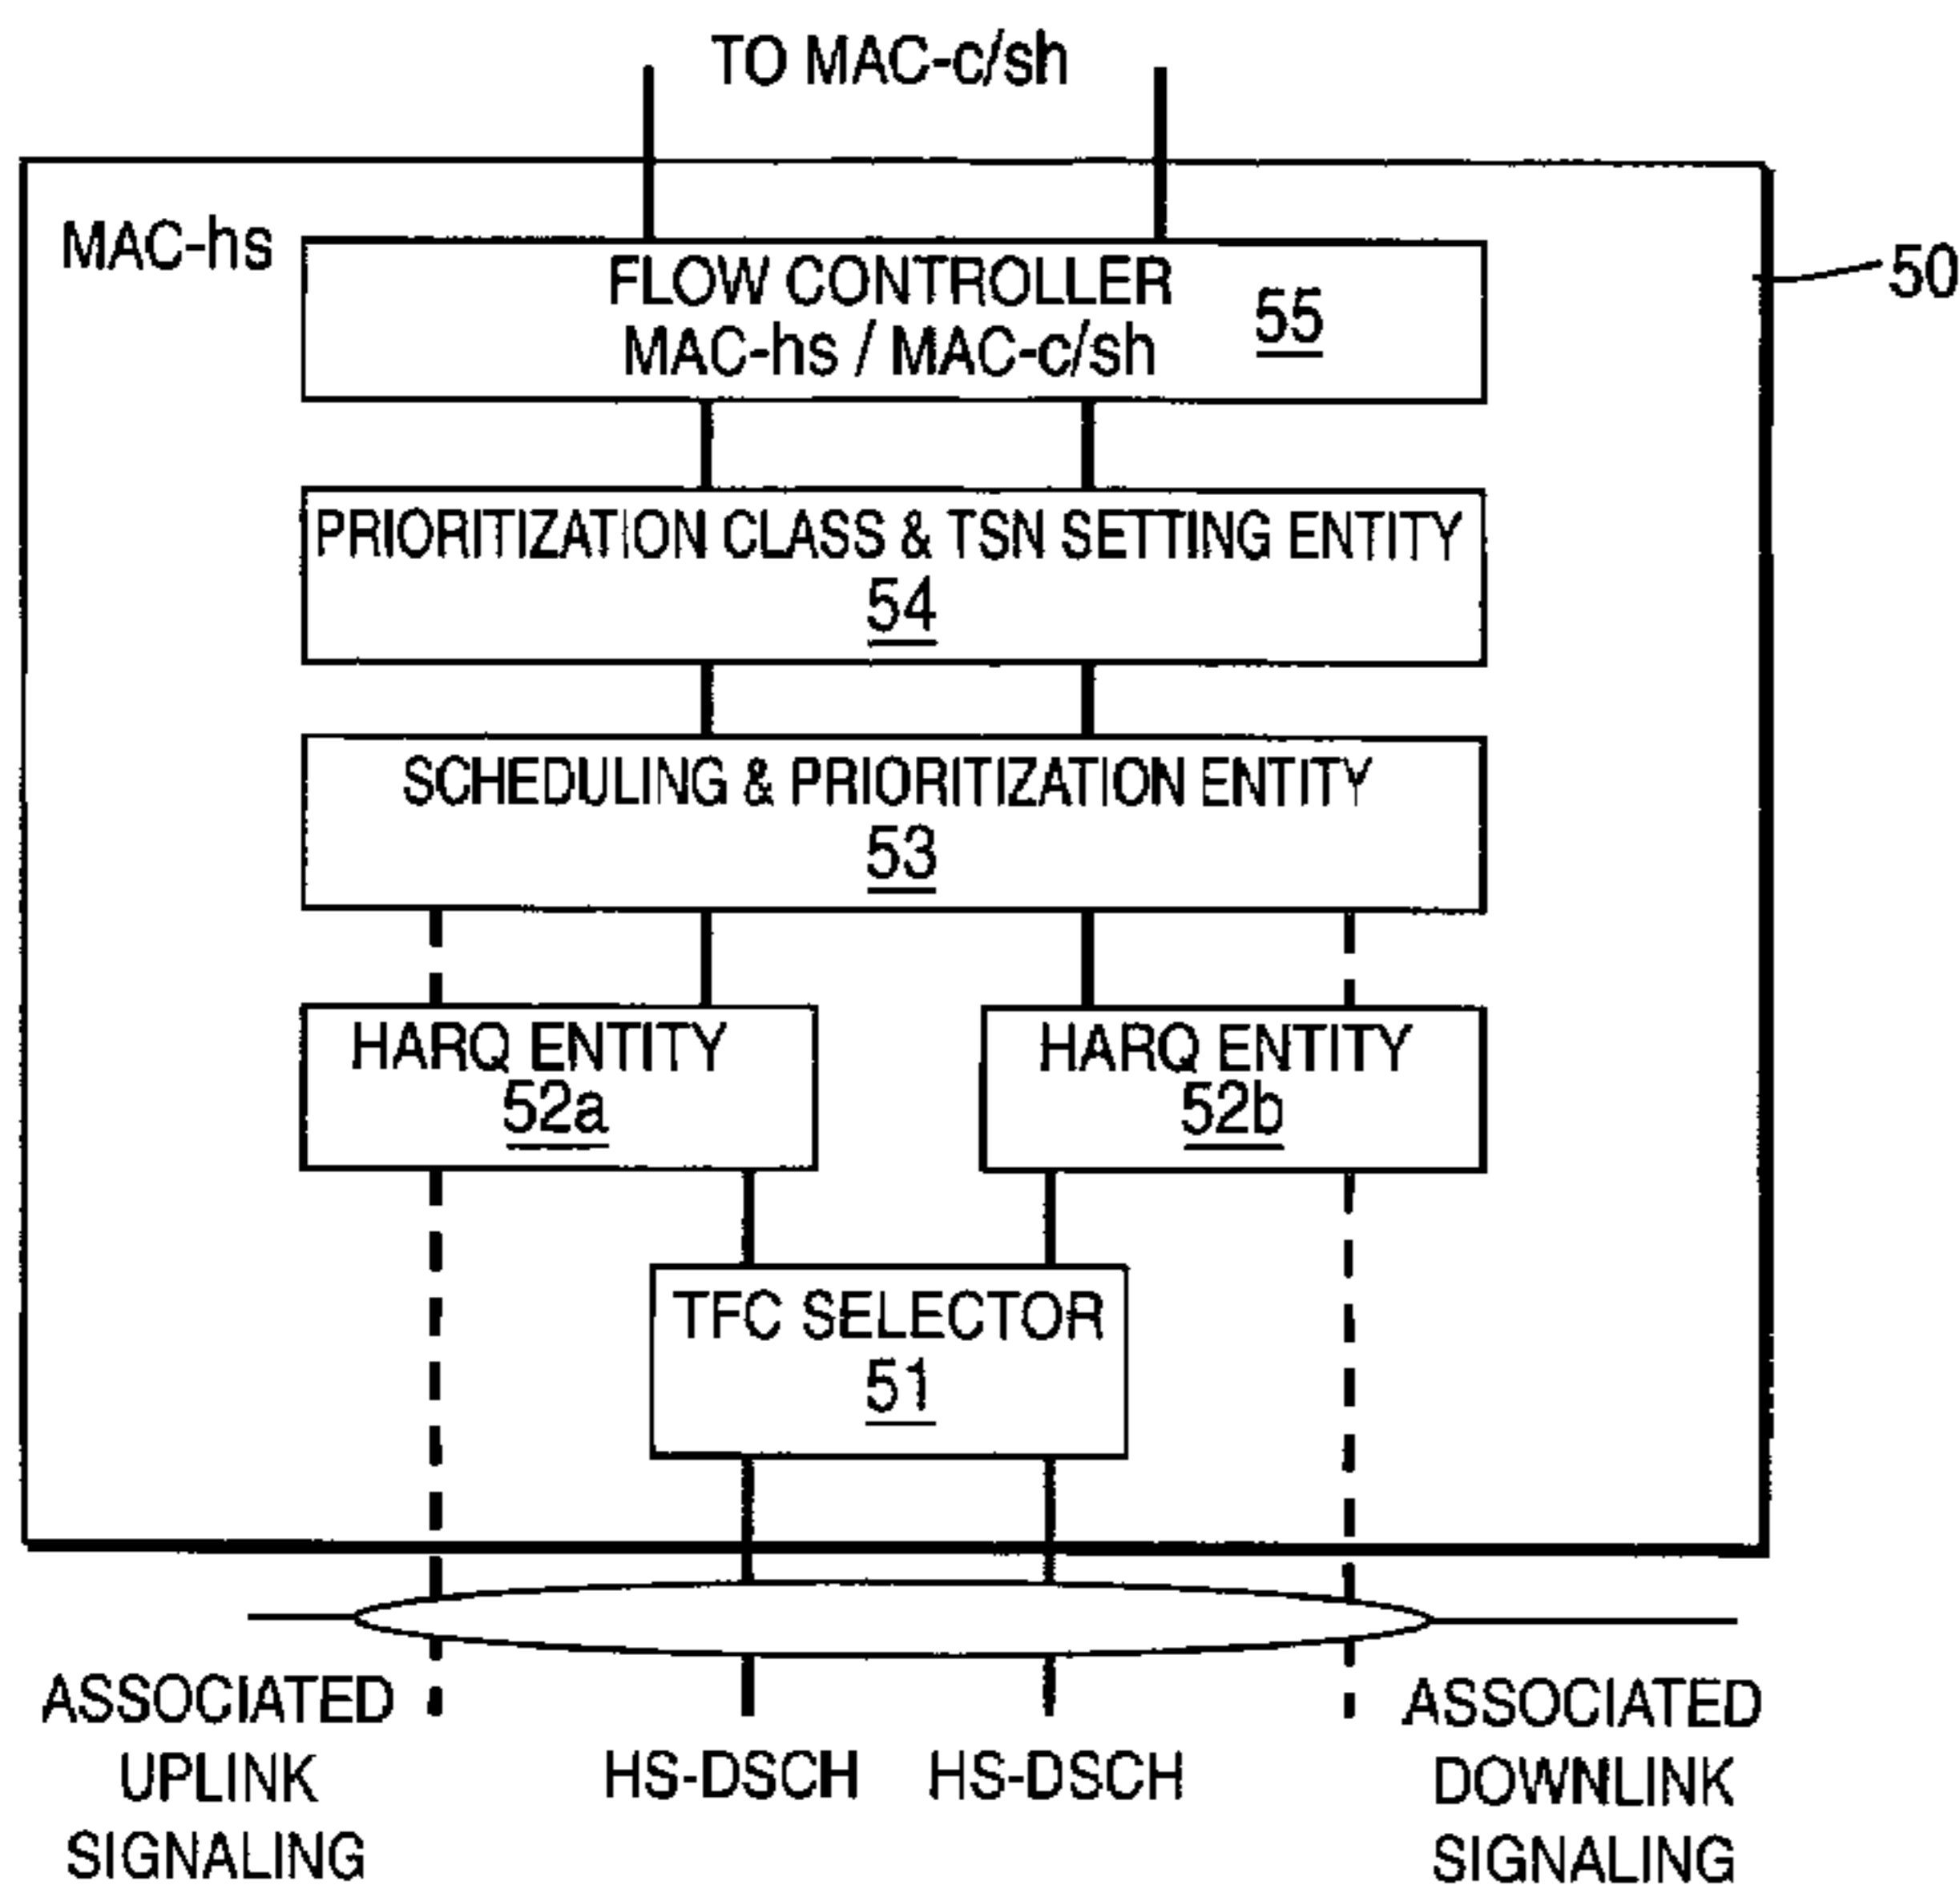 TO MAC-c/sh
MAC-hs
50
FLOW CONTROLLER
MAC-hs / MAC-c/sh
55
PRIORITIZATION CLASS & TSN SETTING ENTITY
54
SCHEDULING & PRIORITIZATION ENTITY
53
HARQ ENTITY
52a
HARQ ENTITY
52b
TFC SELECTOR
51
ASSOCIATED
UPLINK
SIGNALING
HS-DSCH
HS-DSCH
ASSOCIATED
DOWNLINK
SIGNALING